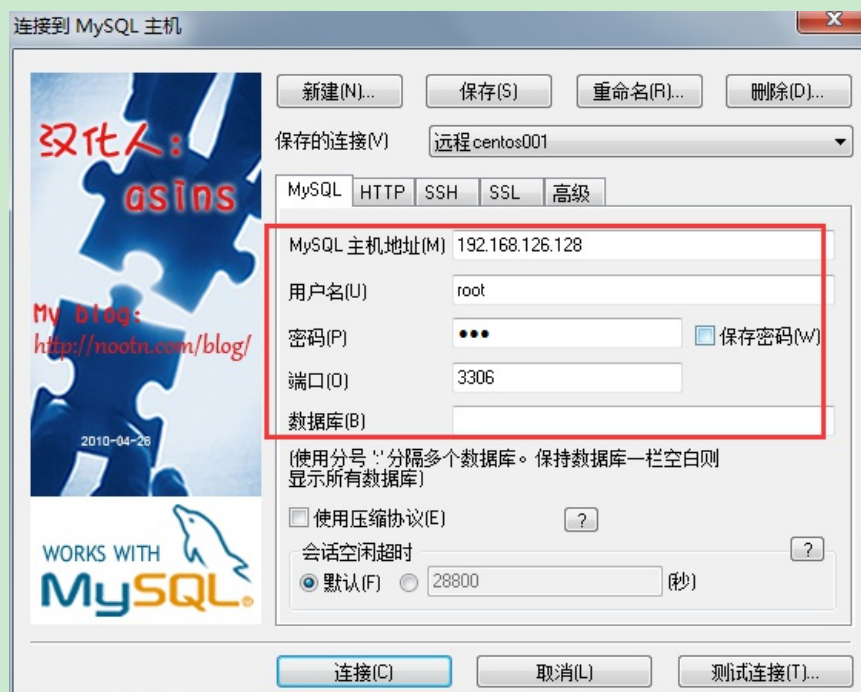 连接到 MySQL 主机
汉化人：
asins
My blog:
http://nootn.com/blog/
2010-04-26
WORKS WITH
MySQL®
新建(N)... 保存(S) 重命名(R)... 删除(D)...
保存的连接(V) 远程centos001
MySQL HTTP SSH SSL 高级
MySQL 主机地址(M) 192.168.126.128
用户名(U) root
密码(P) ●●● 保存密码(W)
端口(O) 3306
数据库(B)
(使用分号 ';' 分隔多个数据库。保持数据库一栏空白则
显示所有数据库)
使用压缩协议(E) ?
会话空闲超时 ?
默认(F) 28800 (秒)
连接(C) 取消(L) 测试连接(T)...